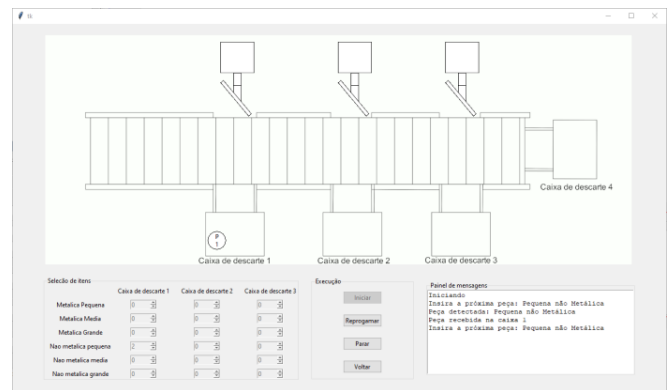 tk
P
1
Caixa de descarte 4
Caixa de descarte 1
Caixa de descarte 2
Caixa de descarte 3
Selecão de itens
Caixa de descarte 1 Caixa de descarte 2 Caixa de descarte 3
Metalica Pequena 0 0 0
Metalica Media 0 0 0
Metalica Grande 0 0 0
Nao metalica pequena 2 0 0
Nao metalica media 0 0 0
Nao metalica grande 0 0 0
Execução
Iniciar
Reprogamar
Parar
Voltar
Painel de mensagens
Iniciando
Insira a próxima peça: Pequena não Metálica
Peça detectada: Pequena não Metálica
Peça recebida na caixa 1
Insira a próxima peça: Pequena não Metálica